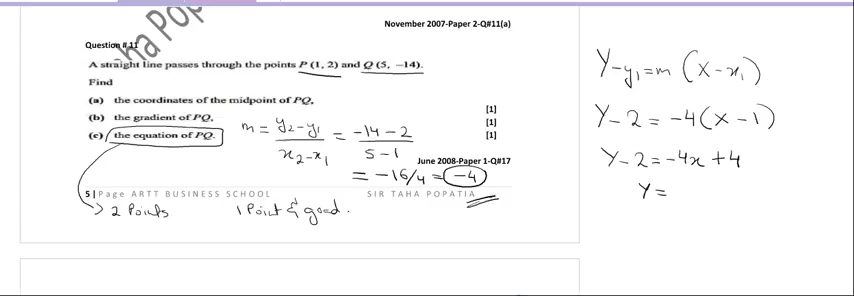 November 2007-Paper 2-Q#11(a)
Question # 11
A straight line passes through the points P (1, 2) and Q (5, −14).
Find
(a) the coordinates of the midpoint of PQ, [1]
(b) the gradient of PQ, [1]
(c) the equation of PQ. [1]
m = y₂-y₁/x₂-x₁ = -14-2/5-1
June 2008-Paper 1-Q#17
= -16/4 = -4
5 | Page ARTT BUSINESS SCHOOL SIR TAHA POPATIA
→ 2 Points 1 Point &
Y-y₁=m (x-x₁)
Y-2=-4(x-1)
Y-2=-4x+4
Y=